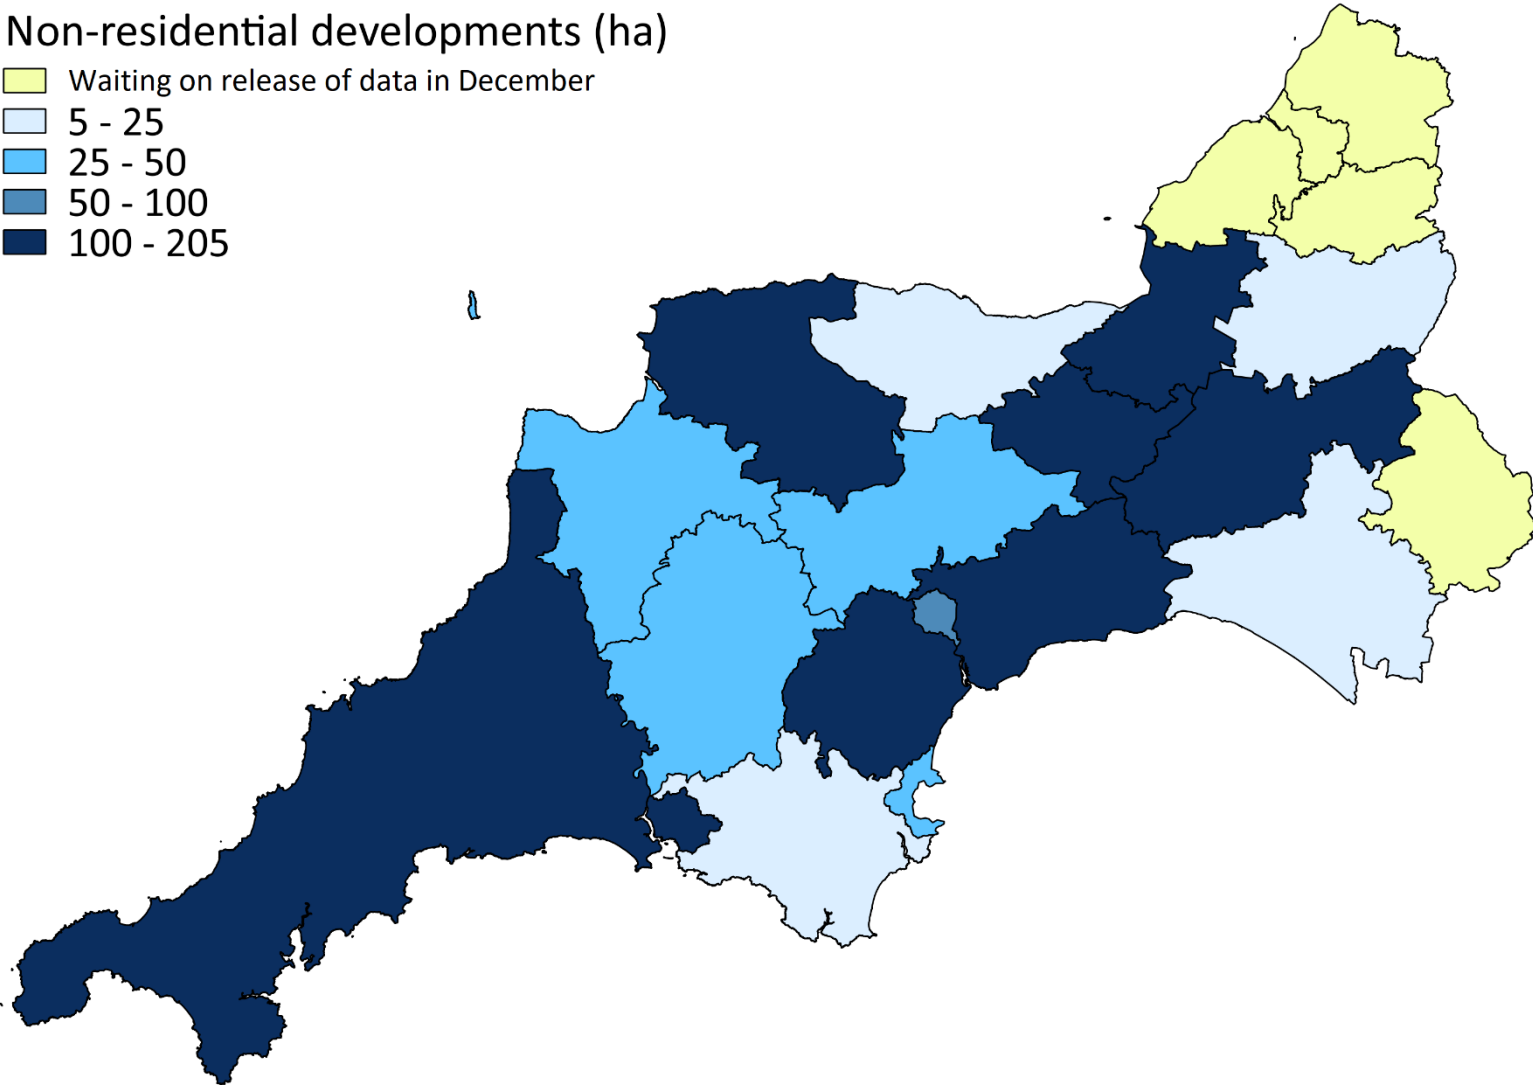 Non-residential developments (ha)
Waiting on release of data in December
5 - 25
25 - 50
50 - 100
100 - 205